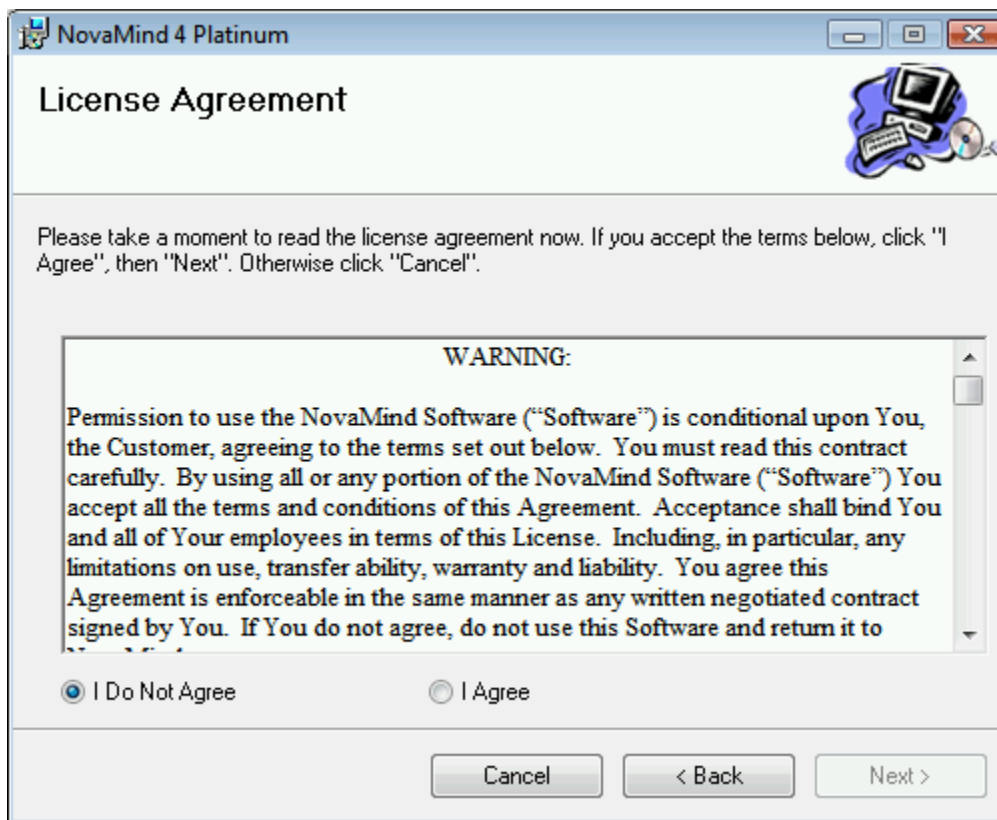 NovaMind 4 Platinum
License Agreement
Please take a moment to read the license agreement now. If you accept the terms below, click "I
Agree", then "Next". Otherwise click "Cancel".
WARNING:
Permission to use the NovaMind Software (“Software”) is conditional upon You,
the Customer, agreeing to the terms set out below.  You must read this contract
carefully.  By using all or any portion of the NovaMind Software (“Software”) You
accept all the terms and conditions of this Agreement.  Acceptance shall bind You
and all of Your employees in terms of this License.  Including, in particular, any
limitations on use, transfer ability, warranty and liability.  You agree this
Agreement is enforceable in the same manner as any written negotiated contract
signed by You.  If You do not agree, do not use this Software and return it to
I Do Not Agree
I Agree
Cancel
< Back
Next >